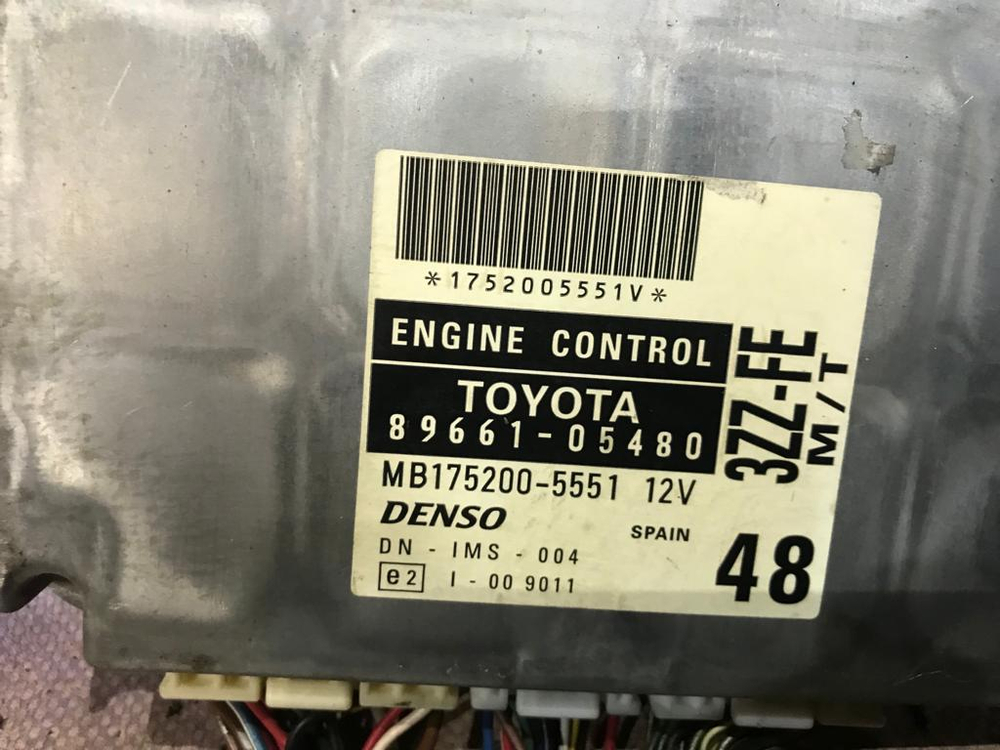 *1752005551V*
ENGINE CONTROL
TOYOTA
89661-05480
3ZZ-FE
M/T
MB175200-5551 12V
DENSO
SPAIN
DN - IMS - 004
e2 I - 00 9011
48